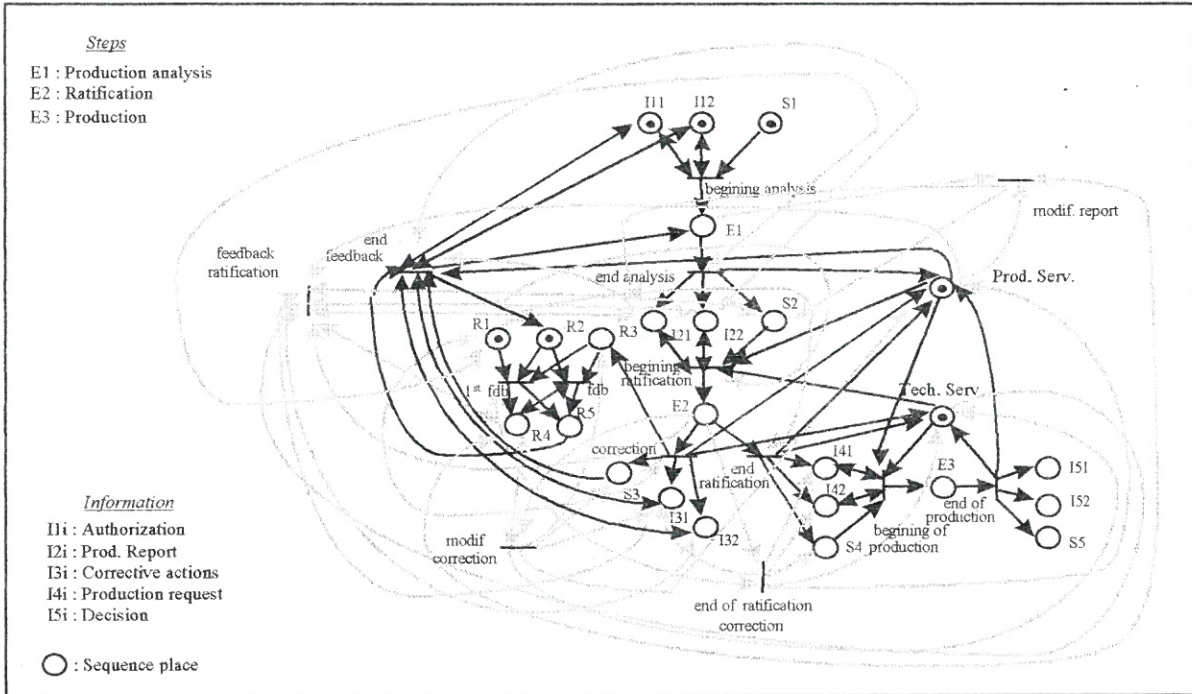 Steps
E1 : Production analysis
E2 : Ratification
E3 : Production
I11
I12
S1
begining analysis
modif. report
E1
feedback
ratification
end
feedback
end analysis
Prod. Serv.
S2
R1
R2
R3
I21
I22
begining
ratification
1st fdb
fdb
Tech. Serv
E2
R4
R5
correction
end
ratification
I41
I42
E3
I51
I52
S3
I31
I32
end of
production
begining of
production
S4
S5
modif
correction
end of ratification
correction
Information
I1i : Authorization
I2i : Prod. Report
I3i : Corrective actions
I4i : Production request
I5i : Decision
: Sequence place